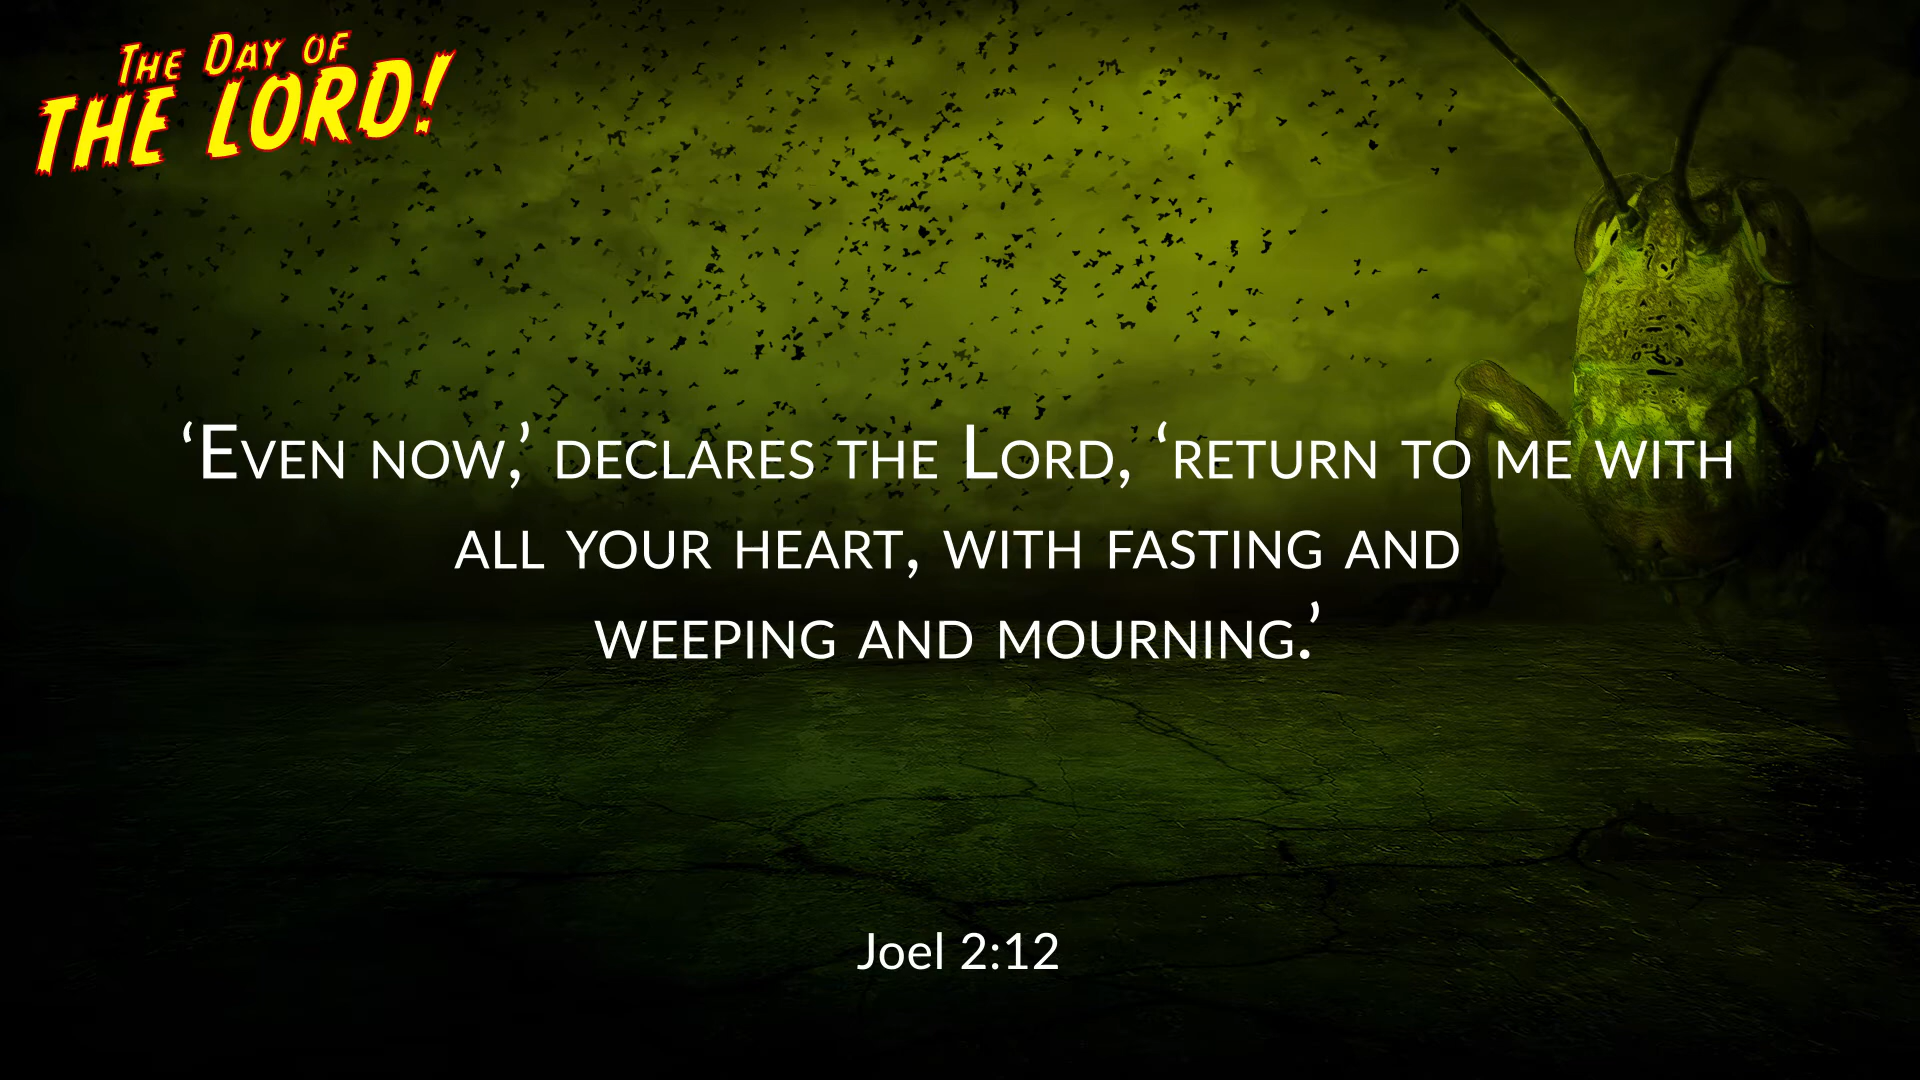 The Day of
THE LORD!
‘Even now,’ declares the Lord, ‘return to me with
all your heart, with fasting and
weeping and mourning.’
Joel 2:12